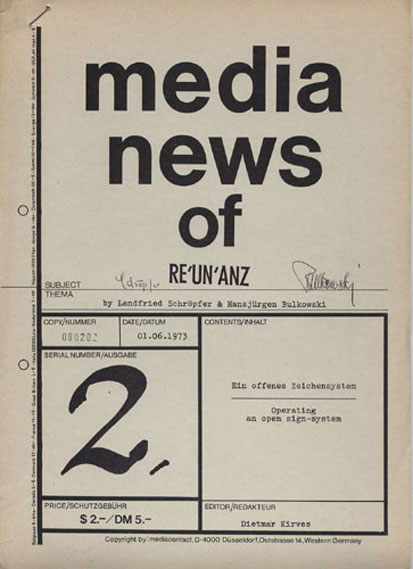 media
news
of
RE'UN'ANZ
SUBJECT
THEMA
by Landfried Schröpfer & Hansjürgen Bulkowski
COPY/NUMMER
DATE/DATUM
CONTENTS/INHALT
01.06.1973
SERIAL NUMBER/AUSGABE
2.
Ein offenes Zeichensystem
Operating
an open sign-system
PRICE/SCHUTZGEBÜHR
$ 2.-/DM 5.-
EDITOR/REDAKTEUR
Dietmar Kirves
Copyright by mediacontact, D-4000 Düsseldorf, Oststrasse 14, Western Germany